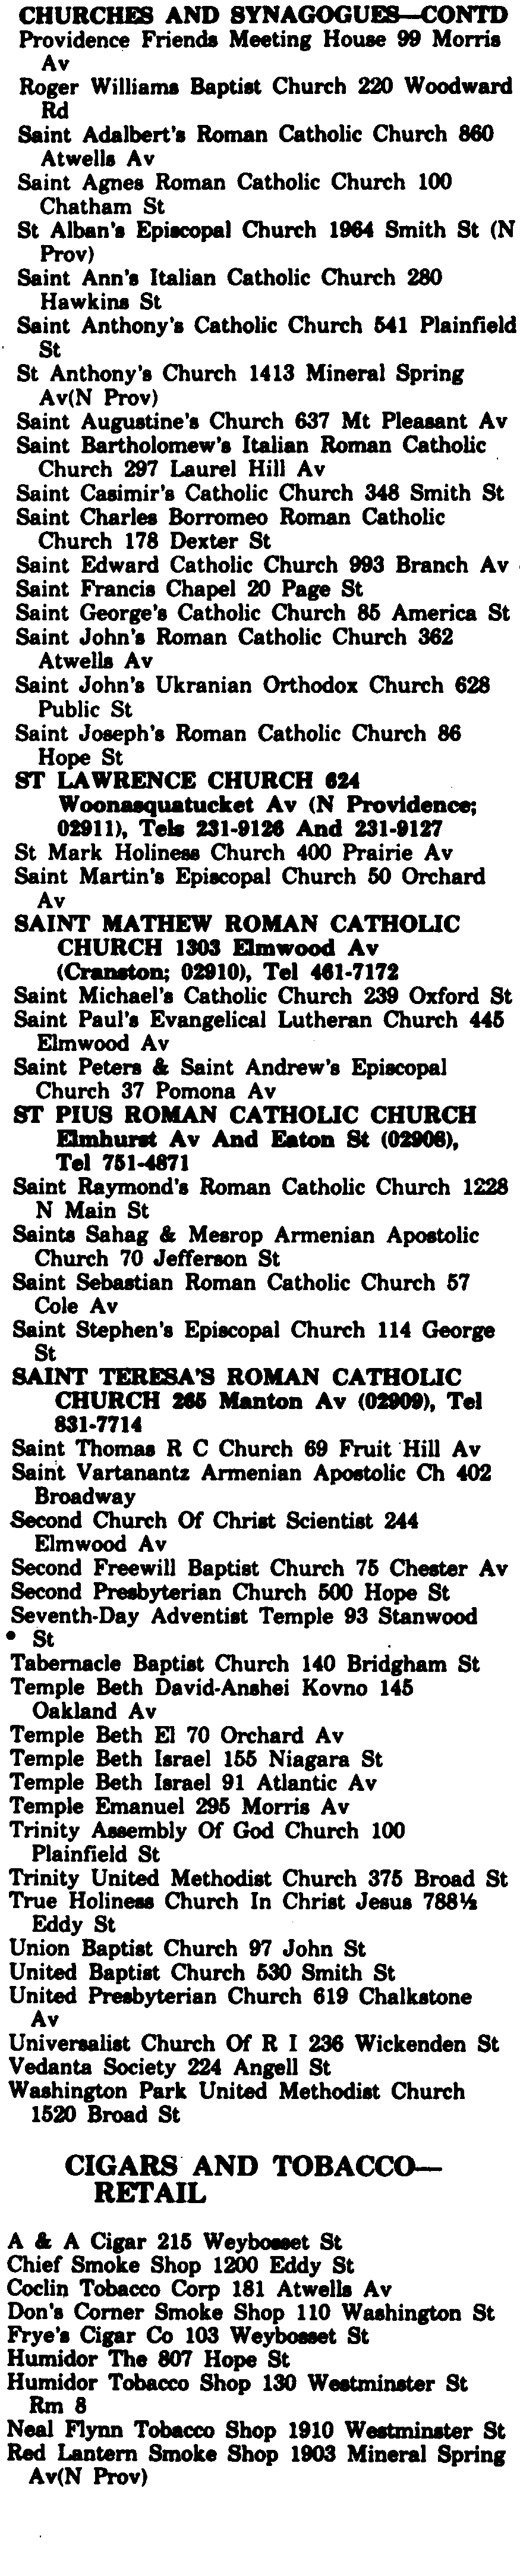 CHURCHES AND SYNAGOGUES—CONTD
Providence Friends Meeting House 99 Morris
Av
Roger Williams Baptist Church 220 Woodward
Rd
Saint Adalbert's Roman Catholic Church 860
Atwells Av
Saint Agnes Roman Catholic Church 100
Chatham St
St Alban's Episcopal Church 1964 Smith St (N
Prov)
Saint Ann's Italian Catholic Church 280
Hawkins St
Saint Anthony's Catholic Church 541 Plainfield
St
St Anthony's Church 1413 Mineral Spring
Av(N Prov)
Saint Augustine's Church 637 Mt Pleasant Av
Saint Bartholomew's Italian Roman Catholic
Church 297 Laurel Hill Av
Saint Casimir's Catholic Church 348 Smith St
Saint Charles Borromeo Roman Catholic
Church 178 Dexter St
Saint Edward Catholic Church 993 Branch Av
Saint Francis Chapel 20 Page St
Saint George's Catholic Church 85 America St
Saint John's Roman Catholic Church 362
Atwells Av
Saint John's Ukranian Orthodox Church 628
Public St
Saint Joseph's Roman Catholic Church 86
Hope St
ST LAWRENCE CHURCH 624
Woonasquatucket Av (N Providence;
02911), Tels 231-9126 And 231-9127
St Mark Holiness Church 400 Prairie Av
Saint Martin's Episcopal Church 50 Orchard
Av
SAINT MATHEW ROMAN CATHOLIC
CHURCH 1303 Elmwood Av
(Cranston; 02910), Tel 461-7172
Saint Michael's Catholic Church 239 Oxford St
Saint Paul's Evangelical Lutheran Church 445
Elmwood Av
Saint Peters & Saint Andrew's Episcopal
Church 37 Pomona Av
ST PIUS ROMAN CATHOLIC CHURCH
Elmhurst Av And Eaton St (02908),
Tel 751-4871
Saint Raymond's Roman Catholic Church 1228
N Main St
Saints Sahag & Mesrop Armenian Apostolic
Church 70 Jefferson St
Saint Sebastian Roman Catholic Church 57
Cole Av
Saint Stephen's Episcopal Church 114 George
St
SAINT TERESA'S ROMAN CATHOLIC
CHURCH 265 Manton Av (02909), Tel
831-7714
Saint Thomas R C Church 69 Fruit Hill Av
Saint Vartanantz Armenian Apostolic Ch 402
Broadway
Second Church Of Christ Scientist 244
Elmwood Av
Second Freewill Baptist Church 75 Chester Av
Second Presbyterian Church 500 Hope St
Seventh-Day Adventist Temple 93 Stanwood
• St
Tabernacle Baptist Church 140 Bridgham St
Temple Beth David-Anshei Kovno 145
Oakland Av
Temple Beth El 70 Orchard Av
Temple Beth Israel 155 Niagara St
Temple Beth Israel 91 Atlantic Av
Temple Emanuel 295 Morris Av
Trinity Assembly Of God Church 100
Plainfield St
Trinity United Methodist Church 375 Broad St
True Holiness Church In Christ Jesus 788½
Eddy St
Union Baptist Church 97 John St
United Baptist Church 530 Smith St
United Presbyterian Church 619 Chalkstone
Av
Universalist Church Of R I 236 Wickenden St
Vedanta Society 224 Angell St
Washington Park United Methodist Church
1520 Broad St
CIGARS AND TOBACCO—
RETAIL
A & A Cigar 215 Weybosset St
Chief Smoke Shop 1200 Eddy St
Coclin Tobacco Corp 181 Atwells Av
Don's Corner Smoke Shop 110 Washington St
Frye's Cigar Co 103 Weybosset St
Humidor The 807 Hope St
Humidor Tobacco Shop 130 Westminster St
Rm 8
Neal Flynn Tobacco Shop 1910 Westminster St
Red Lantern Smoke Shop 1903 Mineral Spring
Av(N Prov)